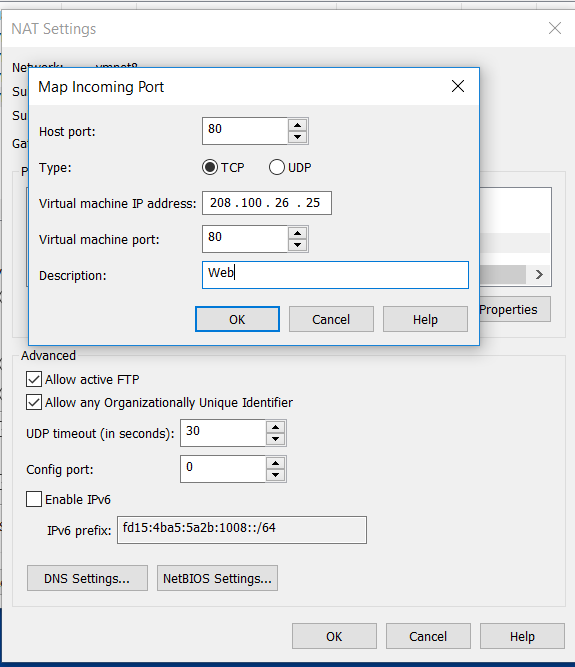 NAT Settings
Network: vmnet8
Map Incoming Port
Su
Su
Ga
P
Host port: 80
Type: TCP UDP
Virtual machine IP address: 208 . 100 . 26 . 25
Virtual machine port: 80
Description: Web
OK Cancel Help
Properties
Advanced
Allow active FTP
Allow any Organizationally Unique Identifier
UDP timeout (in seconds): 30
Config port: 0
Enable IPv6
IPv6 prefix: fd15:4ba5:5a2b:1008::/64
DNS Settings... NetBIOS Settings...
OK Cancel Help